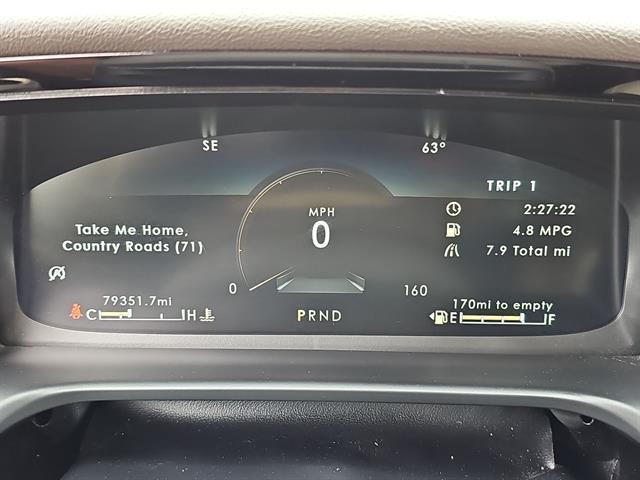 SE
63°
TRIP 1
MPH
0
2:27:22
4.8 MPG
7.9 Total mi
Take Me Home,
Country Roads (71)
A
0
160
79351.7mi
170mi to empty
C H
PRND
E F